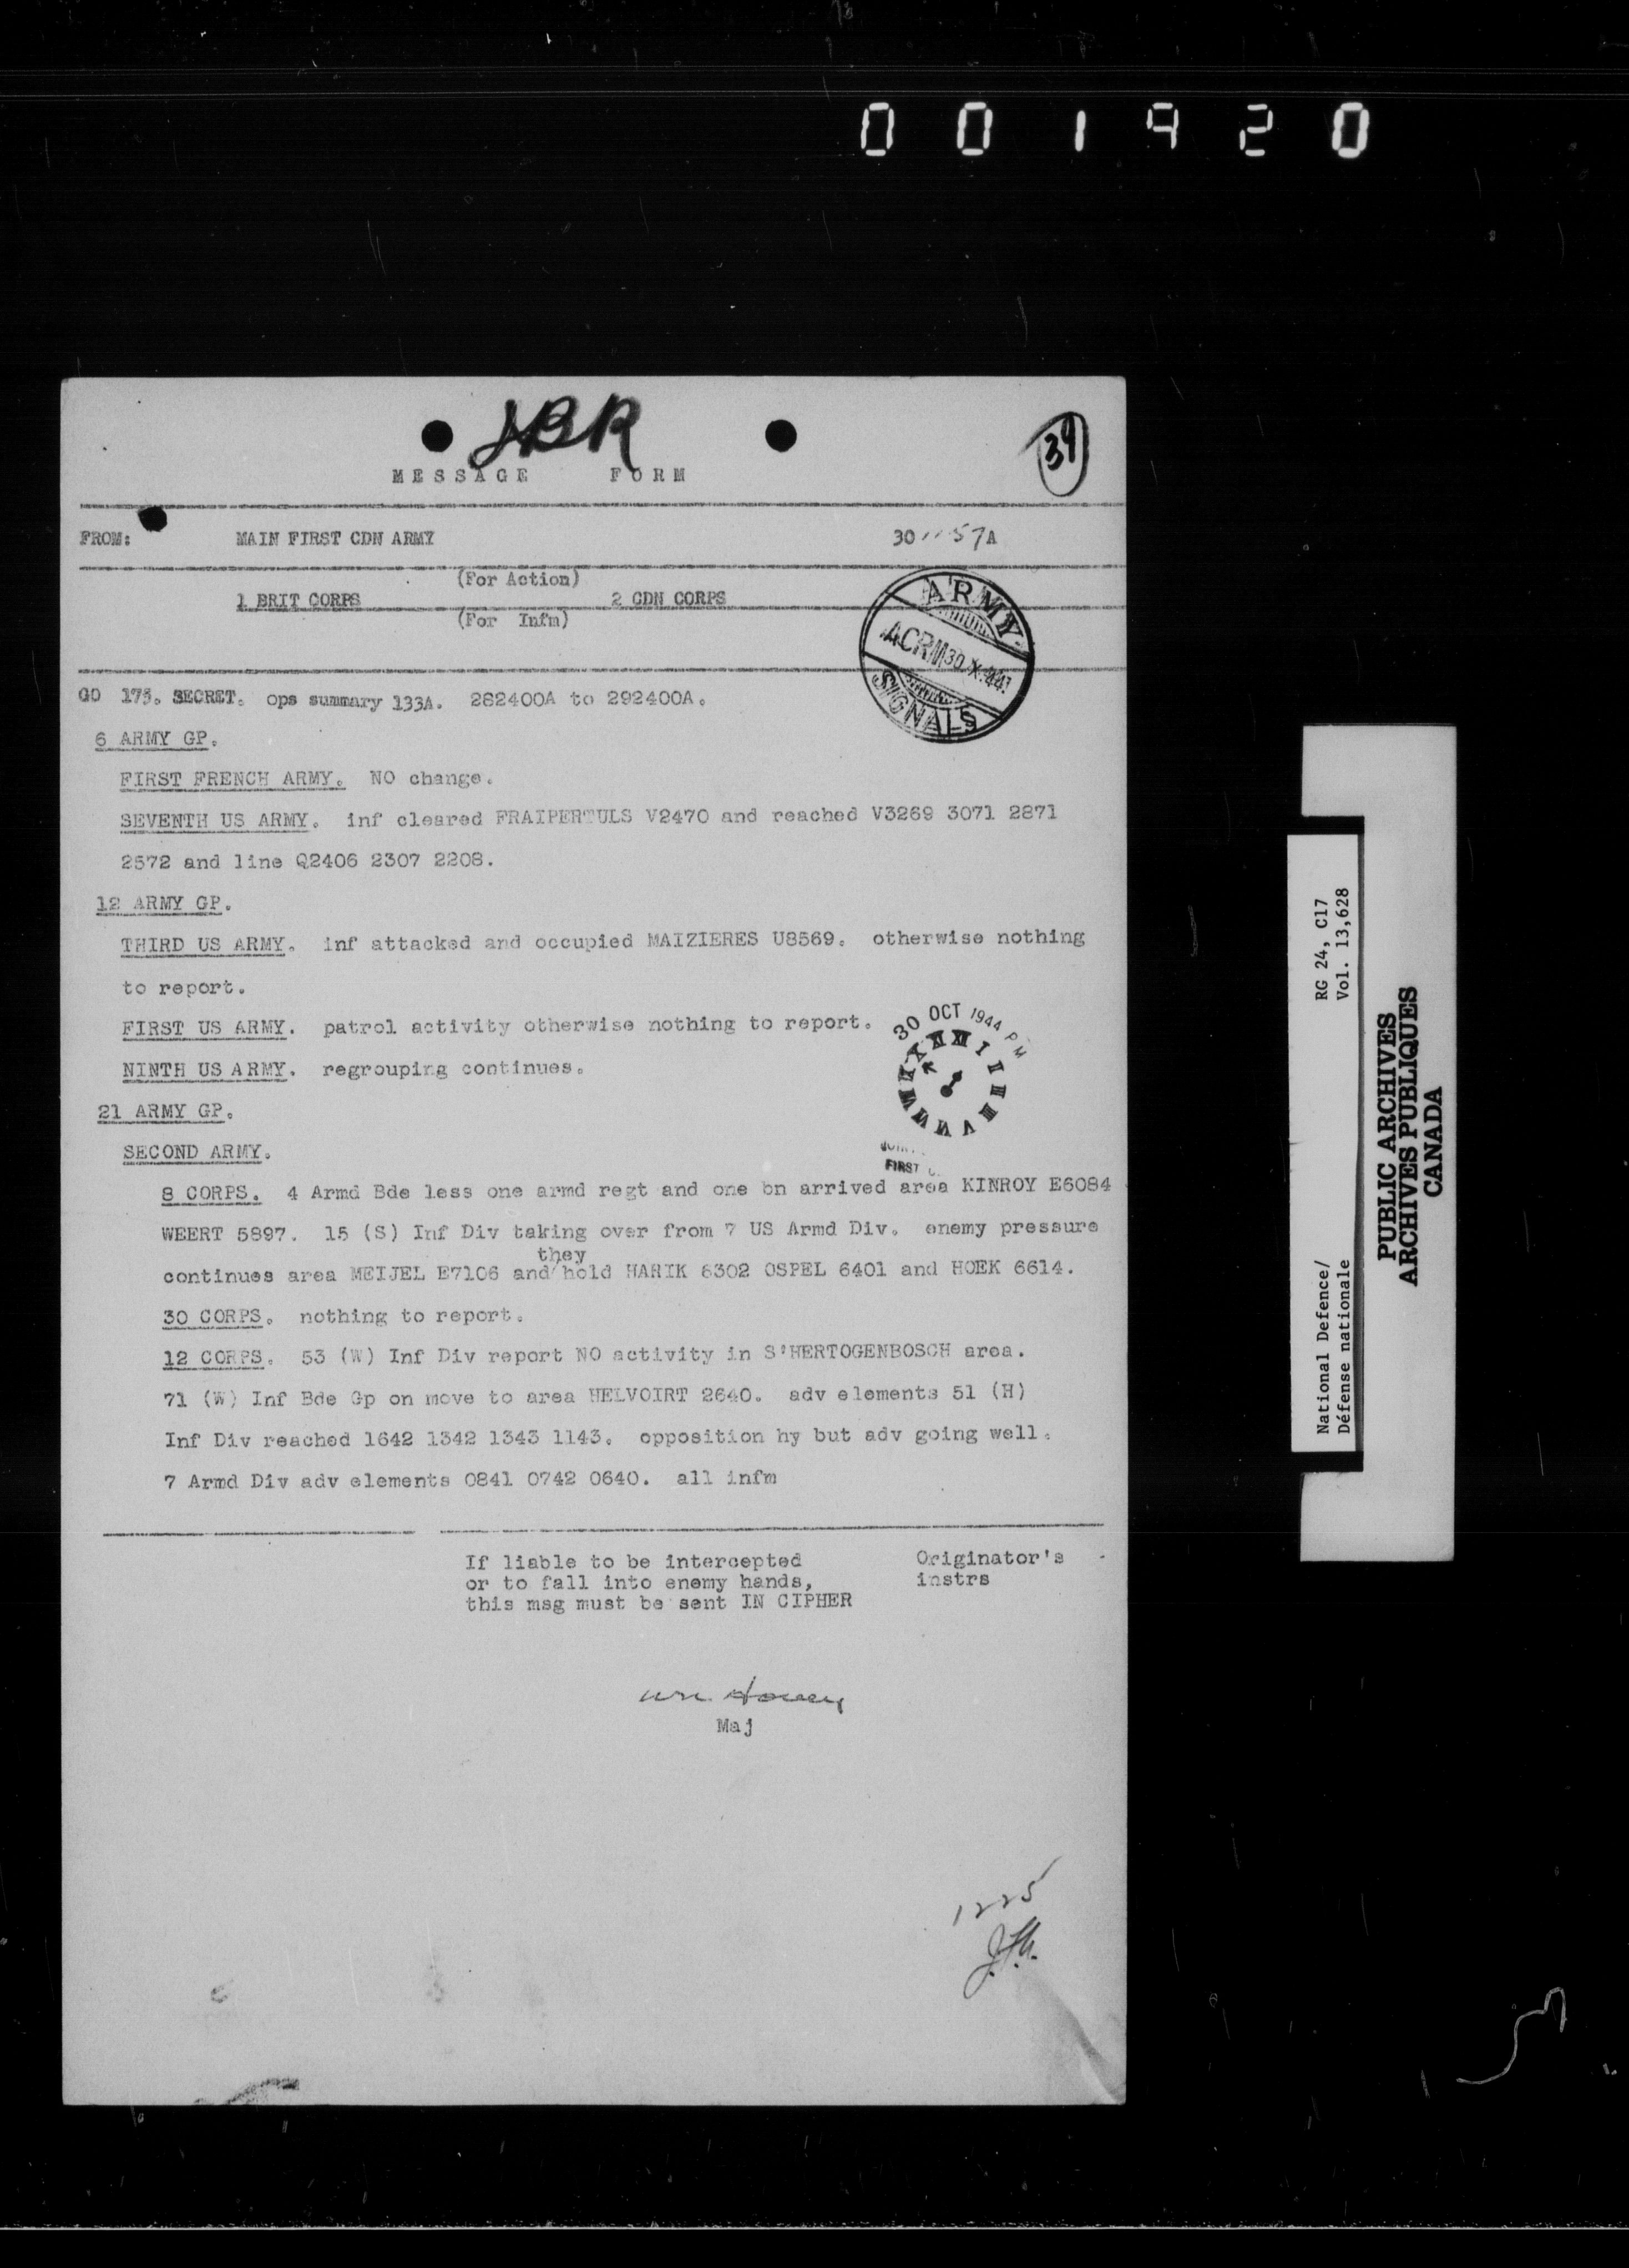 001920
JBR
39
MESSAGE FORM
FROM: MAIN FIRST CDN ARMY 30 1157A
(For Action)
1 BRIT CORPS 2 CDN CORPS
(For Infm)
ARMY
ACRM 30.X.44
SIGNALS
GO 173. SECRET. ops summary 133A. 282400A to 292400A.
6 ARMY GP.
FIRST FRENCH ARMY. NO change.
SEVENTH US ARMY. inf cleared FRAIPERTULS V2470 and reached V3269 3071 2871
2572 and line Q2406 2307 2208.
12 ARMY GP.
THIRD US ARMY. inf attacked and occupied MAIZIERES U8569. otherwise nothing
to report.
FIRST US ARMY. patrol activity otherwise nothing to report.
30 OCT 1944 PM
NINTH US ARMY. regrouping continues.
21 ARMY GP.
SECOND ARMY.
FIRST
8 CORPS. 4 Armd Bde less one armd regt and one bn arrived area KINROY E6084
WEERT 5897. 15 (S) Inf Div taking over from 7 US Armd Div. enemy pressure
they
continues area MEIJEL E7106 and/hold HARIK 6302 OSPEL 6401 and HOEK 6614.
30 CORPS. nothing to report.
12 CORPS. 53 (W) Inf Div report NO activity in S'HERTOGENBOSCH area.
71 (W) Inf Bde Gp on move to area HELVOIRT 2640. adv elements 51 (H)
Inf Div reached 1642 1342 1343 1143. opposition hy but adv going well.
7 Armd Div adv elements 0841 0742 0640. all infm
If liable to be intercepted
or to fall into enemy hands,
this msg must be sent IN CIPHER
Originator's
instrs
Maj
1225
RG 24, C17
Vol. 13,628
National Defence/
Défense nationale
PUBLIC ARCHIVES
ARCHIVES PUBLIQUES
CANADA